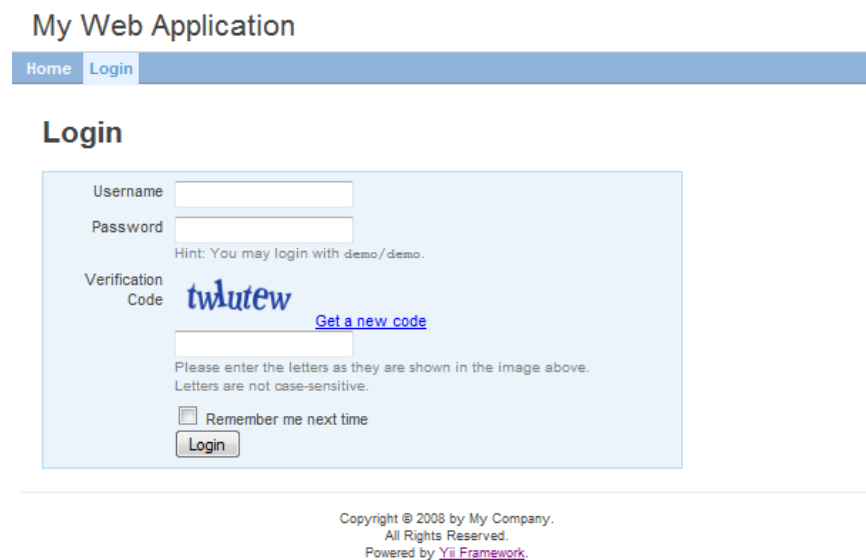 My Web Application
Home Login
Login
Username
Password
Hint: You may login with demo/demo.
Verification
Code
twlutew
Get a new code
Please enter the letters as they are shown in the image above.
Letters are not case-sensitive.
Remember me next time
Login
Copyright © 2008 by My Company.
All Rights Reserved.
Powered by Yii Framework.